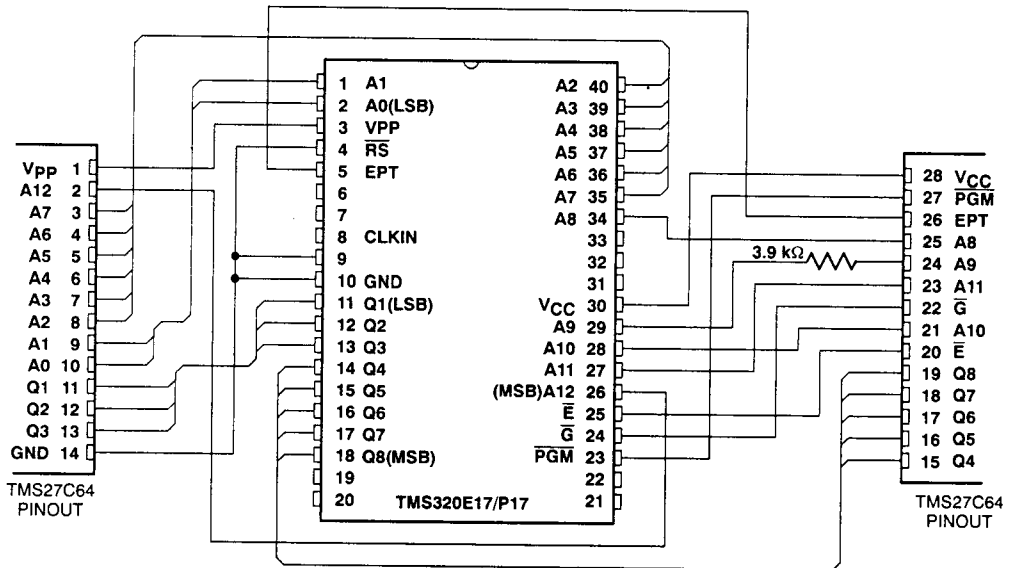 1 A1
2 A0(LSB)
3 VPP
4 RS
5 EPT
6
7
8 CLKIN
9
10 GND
11 Q1(LSB)
12 Q2
13 Q3
14 Q4
15 Q5
16 Q6
17 Q7
18 Q8(MSB)
19
20
A2 40
A3 39
A4 38
A5 37
A6 36
A7 35
A8 34
33
32
31
VCC 30
A9 29
A10 28
A11 27
(MSB)A12 26
E 25
G 24
PGM 23
22
21
TMS320E17/P17
VPP 1
A12 2
A7 3
A6 4
A5 5
A4 6
A3 7
A2 8
A1 9
A0 10
Q1 11
Q2 12
Q3 13
GND 14
TMS27C64
PINOUT
3.9 kΩ
28 VCC
27 PGM
26 EPT
25 A8
24 A9
23 A11
22 G
21 A10
20 E
19 Q8
18 Q7
17 Q6
16 Q5
15 Q4
TMS27C64
PINOUT